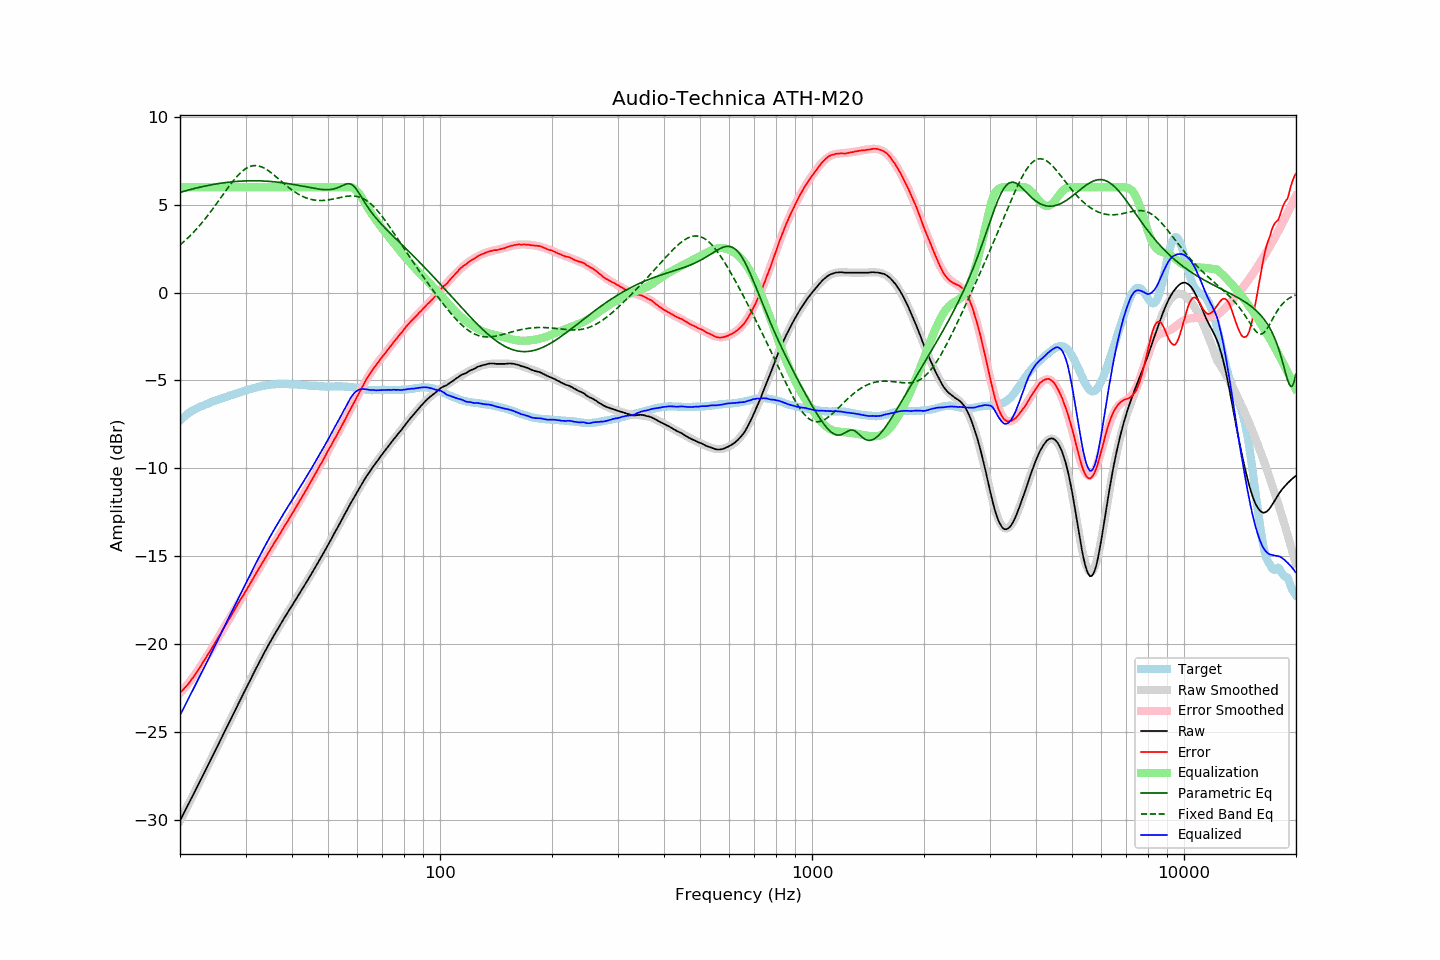 Audio-Technica ATH-M20
10
5
0
−5
−10
−15
−20
−25
−30
Amplitude (dBr)
100
1000
10000
Frequency (Hz)
Target
Raw Smoothed
Error Smoothed
Raw
Error
Equalization
Parametric Eq
Fixed Band Eq
Equalized